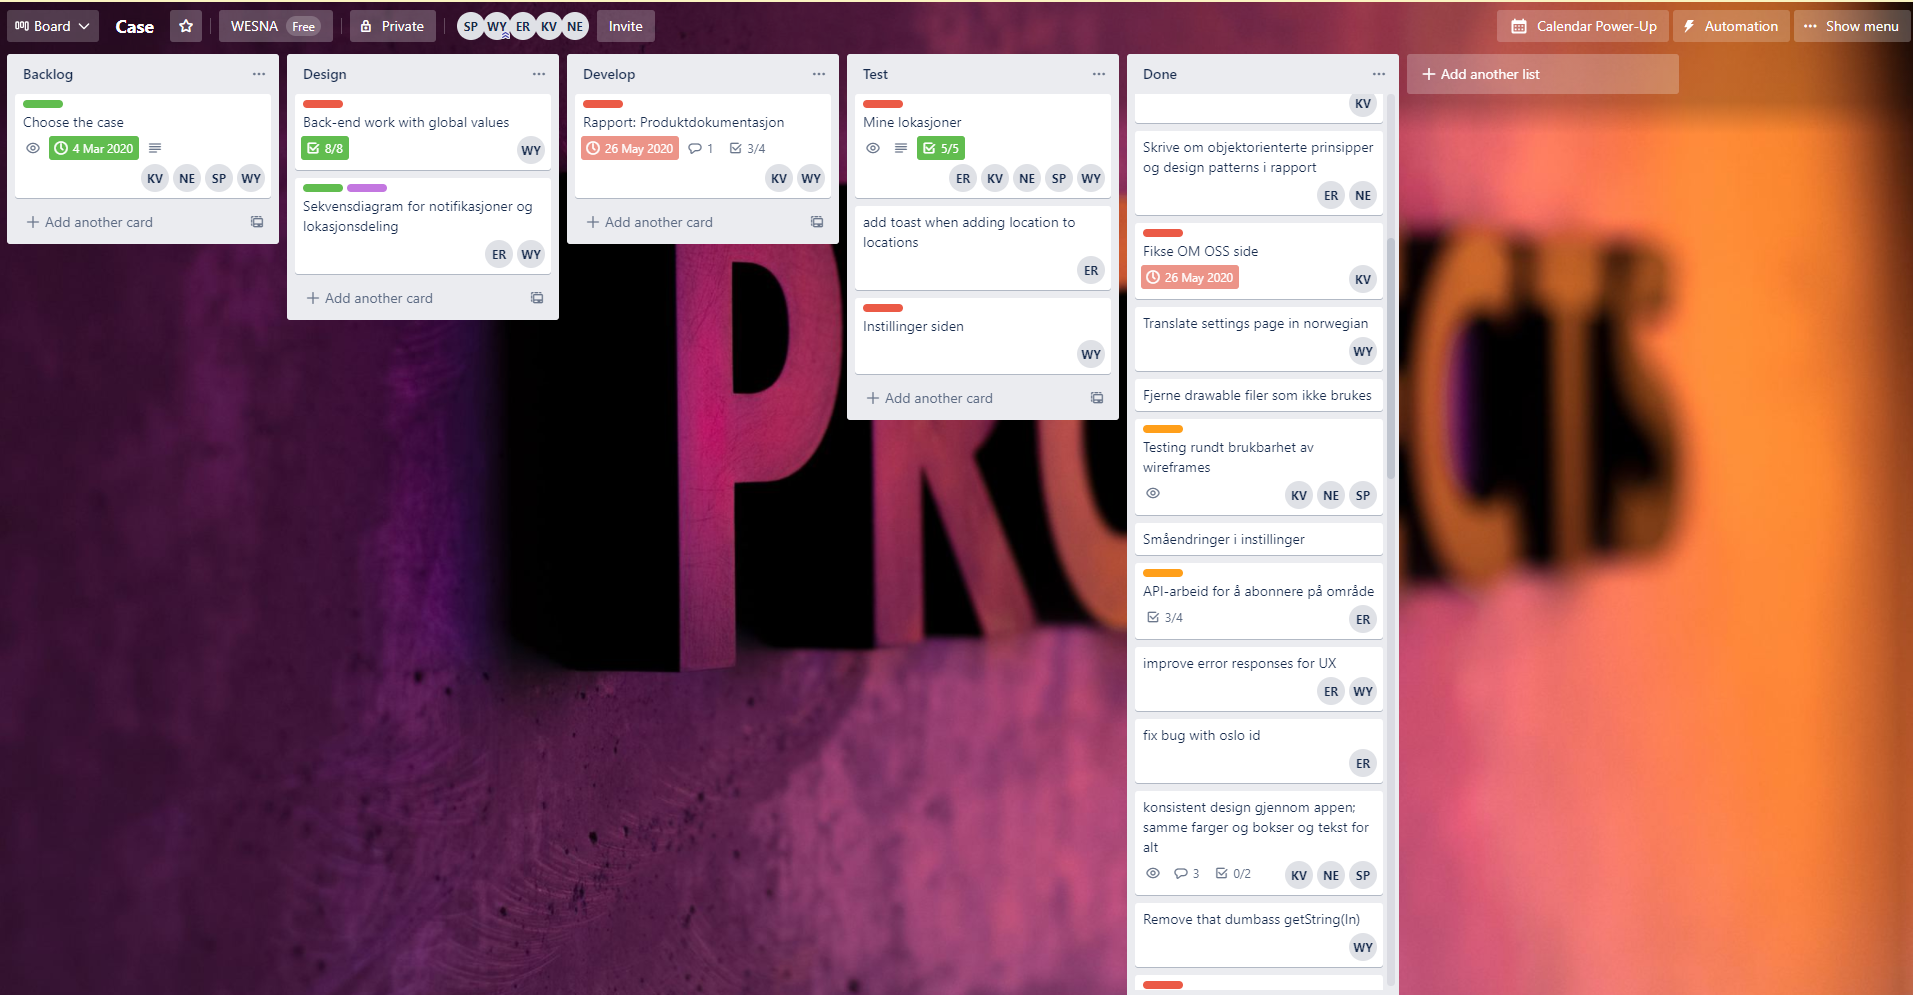 Board
Case
WESNA Free
Private
SP WY ER KV NE
Invite
Calendar Power-Up
Automation
Show menu
Backlog
Choose the case
4 Mar 2020
KV NE SP WY
Add another card
Design
Back-end work with global values
8/8
WY
Sekvensdiagram for notifikasjoner og
lokasjonsdeling
ER WY
Add another card
Develop
Rapport: Produktdokumentasjon
26 May 2020 1 3/4
KV WY
Add another card
Test
Mine lokasjoner
5/5
ER KV NE SP WY
add toast when adding location to
locations
ER
Instillinger siden
WY
Add another card
Done
KV
Skrive om objektorienterte prinsipper
og design patterns i rapport
ER NE
Fikse OM OSS side
26 May 2020
KV
Translate settings page in norwegian
WY
Fjerne drawable filer som ikke brukes
Testing rundt brukbarhet av
wireframes
KV NE SP
Småendringer i instillinger
API-arbeid for å abonnere på område
3/4
ER
improve error responses for UX
ER WY
fix bug with oslo id
ER
konsistent design gjennom appen;
samme farger og bokser og tekst for
alt
3 0/2
KV NE SP
Remove that dumbass getString(In)
WY
Add another list